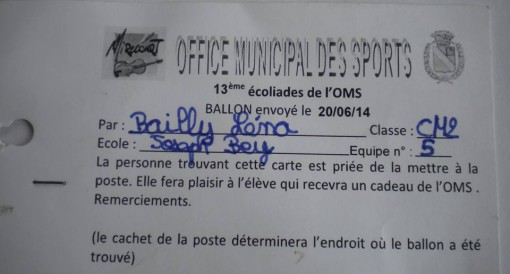 MIRECOURT
OFFICE MUNICIPAL DES SPORTS
13ème écoliades de l'OMS
BALLON envoyé le 20/06/14
Par : Bailly Léna Classe : CM2
Ecole : Joseph Bey Equipe n° : 5
La personne trouvant cette carte est priée de la mettre à la
poste. Elle fera plaisir à l'élève qui recevra un cadeau de l'OMS .
Remerciements.
(le cachet de la poste déterminera l'endroit où le ballon a été
trouvé)